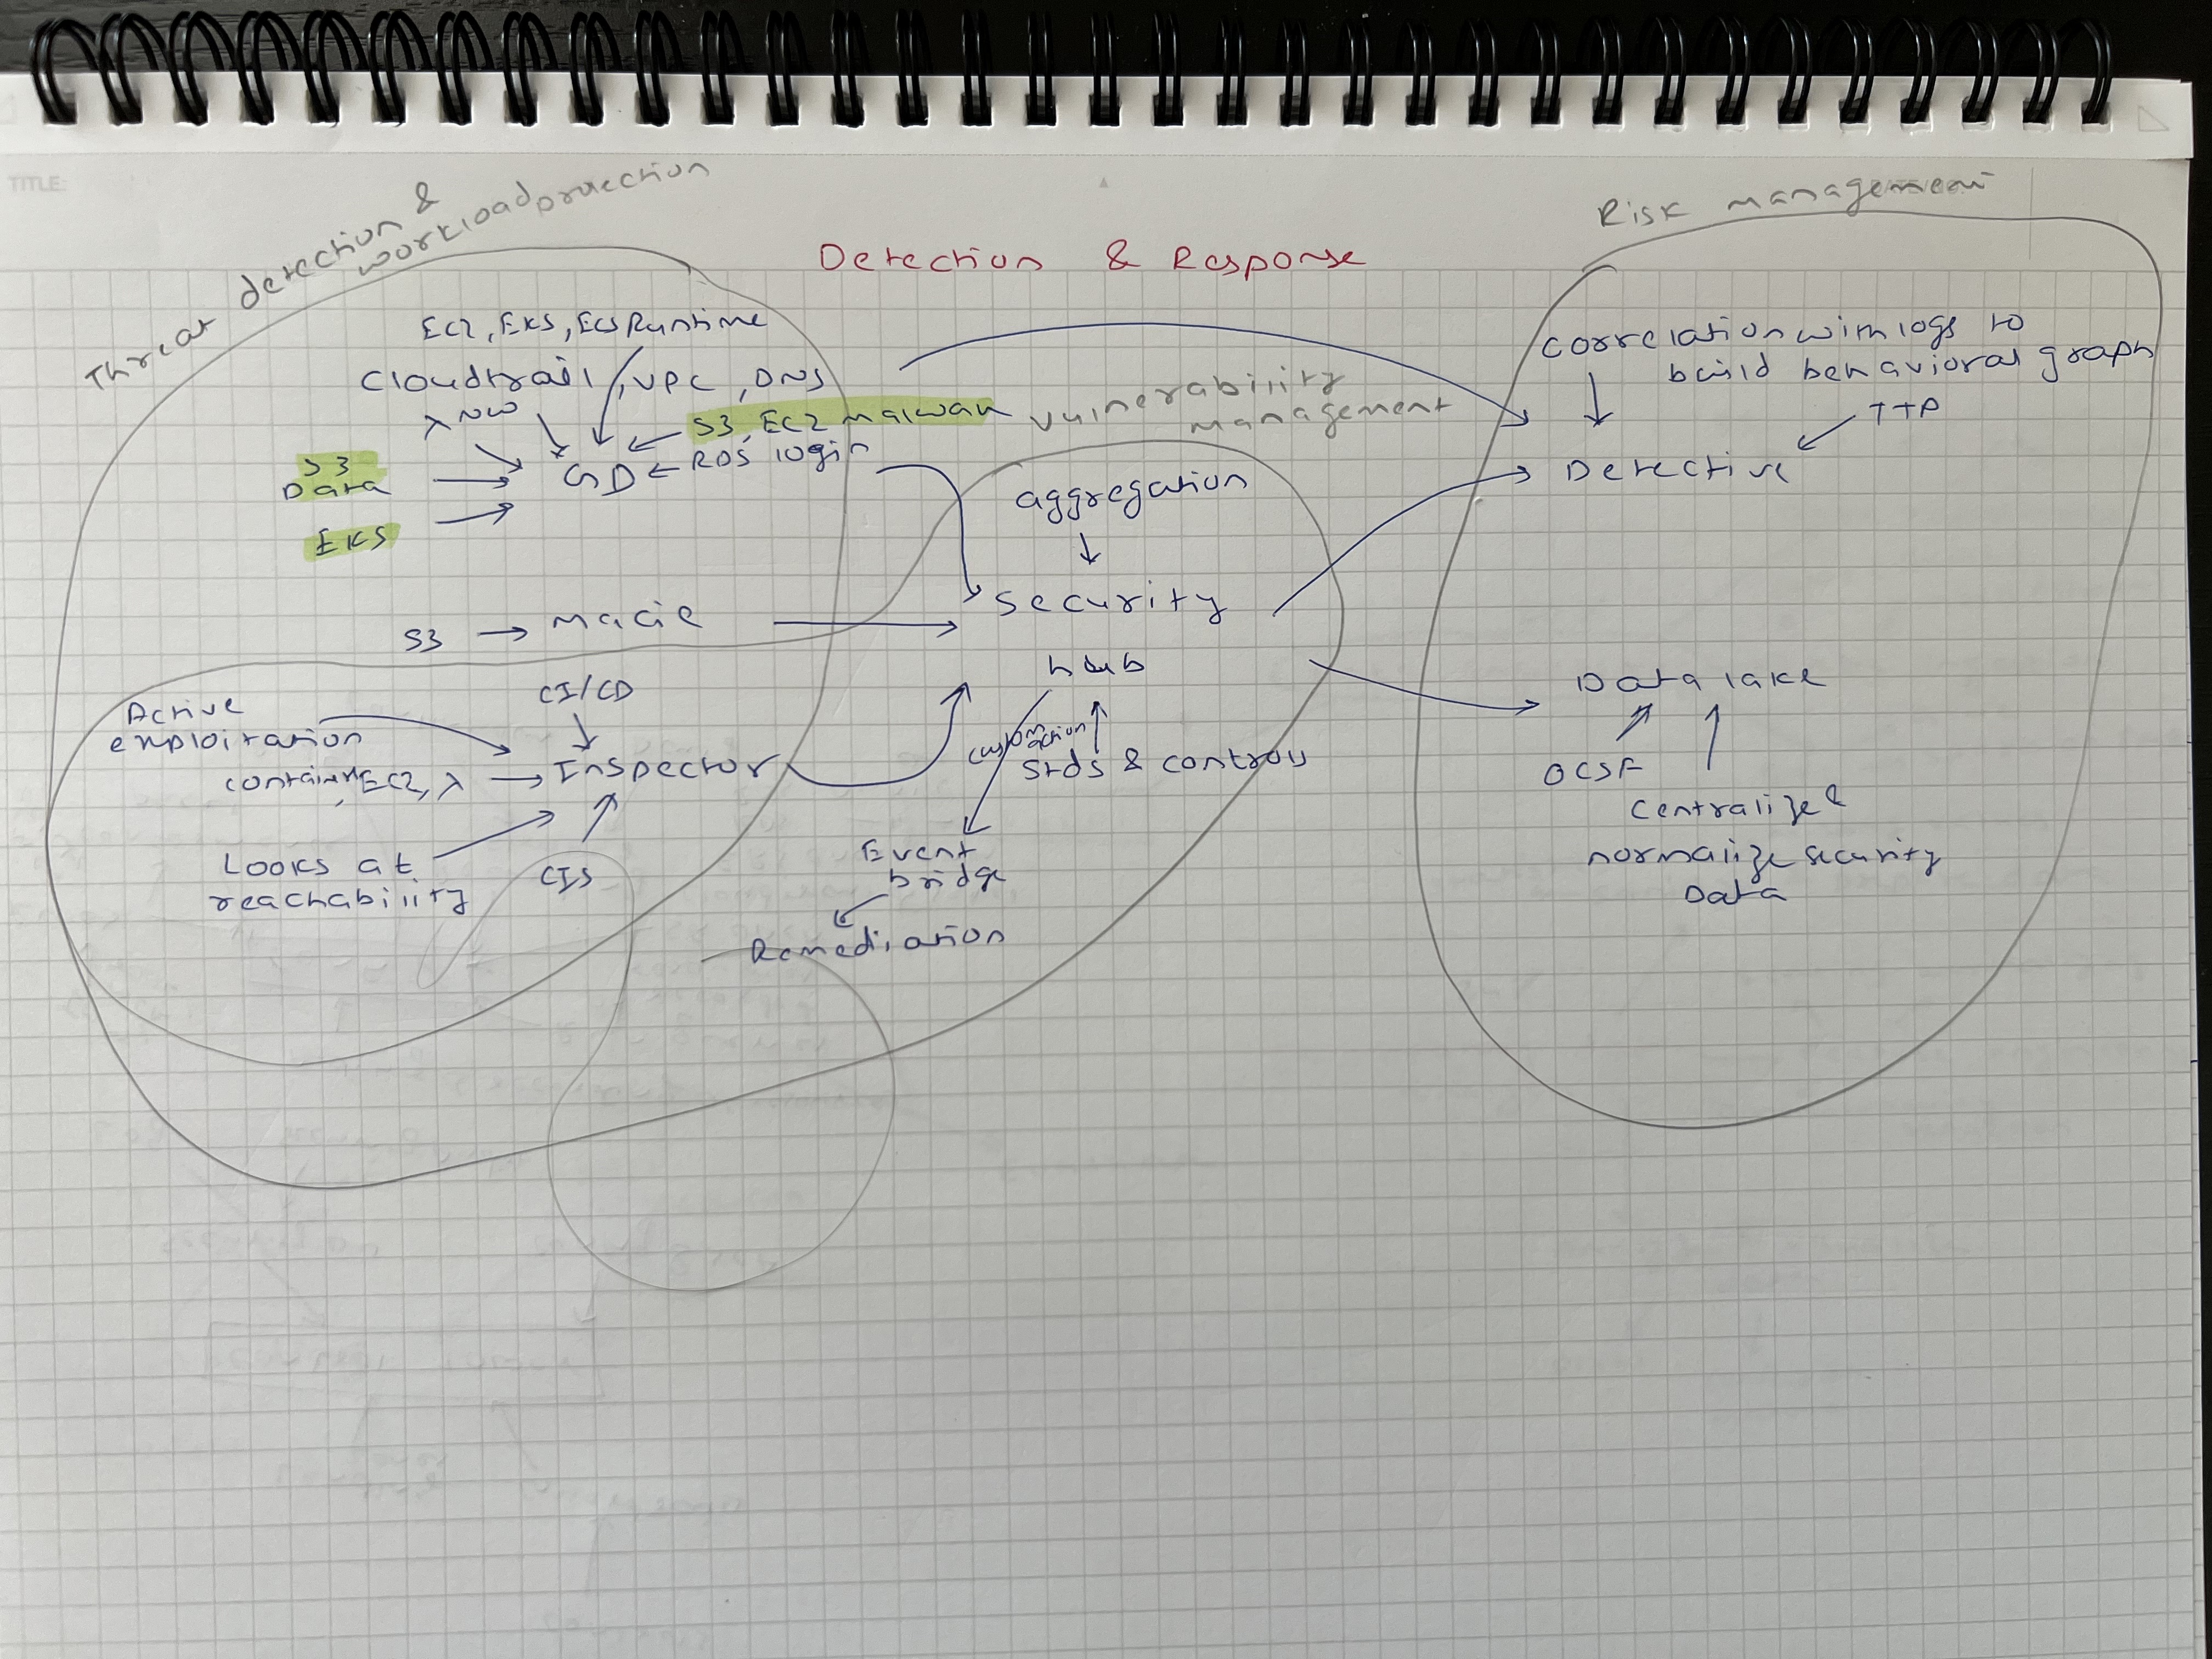 TITLE:
Threat detection &
workload protection
Detection & Response
Risk management
EC2, EKS, ECS Runtime
Cloudtrail, VPC, DNS
λ NW
S3, EC2 malware
RDS login
S3
Data
EKS
GD
S3 → Macie
vulnerability
management
aggregation
Security
hub
custom
action
Stds & controls
Event
bridge
Remediation
CI/CD
Active
exploitation
container, EC2, λ → Inspector
Looks at
reachability
CIS
correlation with logs to
build behavioral graph
TTP
Detective
Data lake
OCSF
Centralize &
normalize security
Data